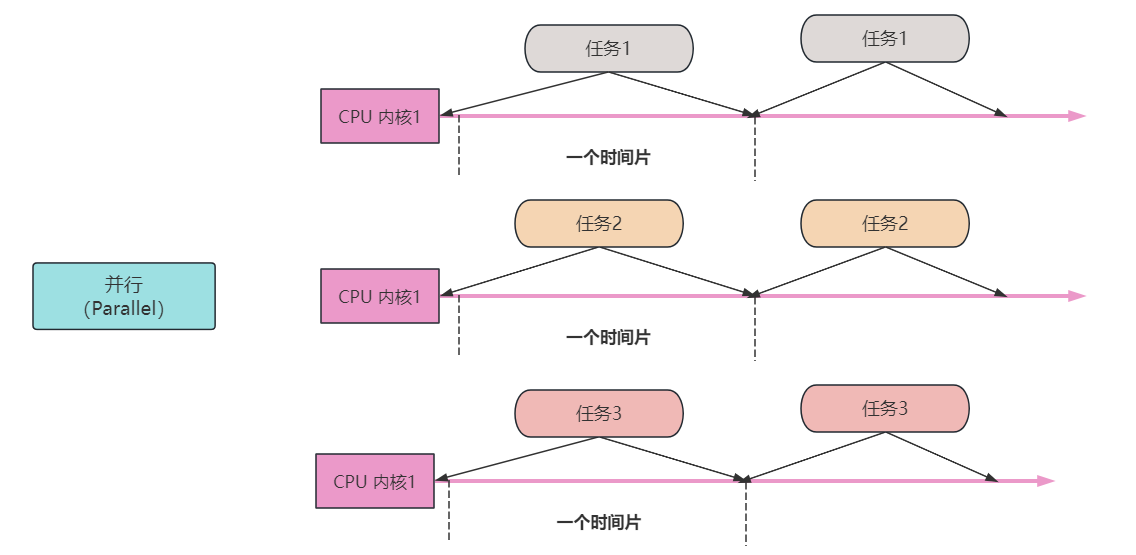 任务1
任务1
CPU 内核1
一个时间片
任务2
任务2
并行
（Parallel）
CPU 内核1
一个时间片
任务3
任务3
CPU 内核1
一个时间片